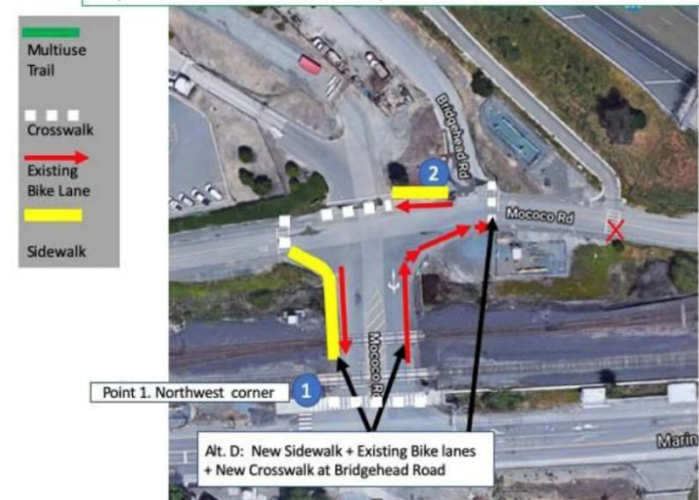 Multiuse
Trail
Crosswalk
Existing
Bike Lane
Sidewalk
Bridgehead Rd
2
Mococo Rd
Mococo Rd
Point 1. Northwest corner
1
Marin
Alt. D: New Sidewalk + Existing Bike lanes
+ New Crosswalk at Bridgehead Road